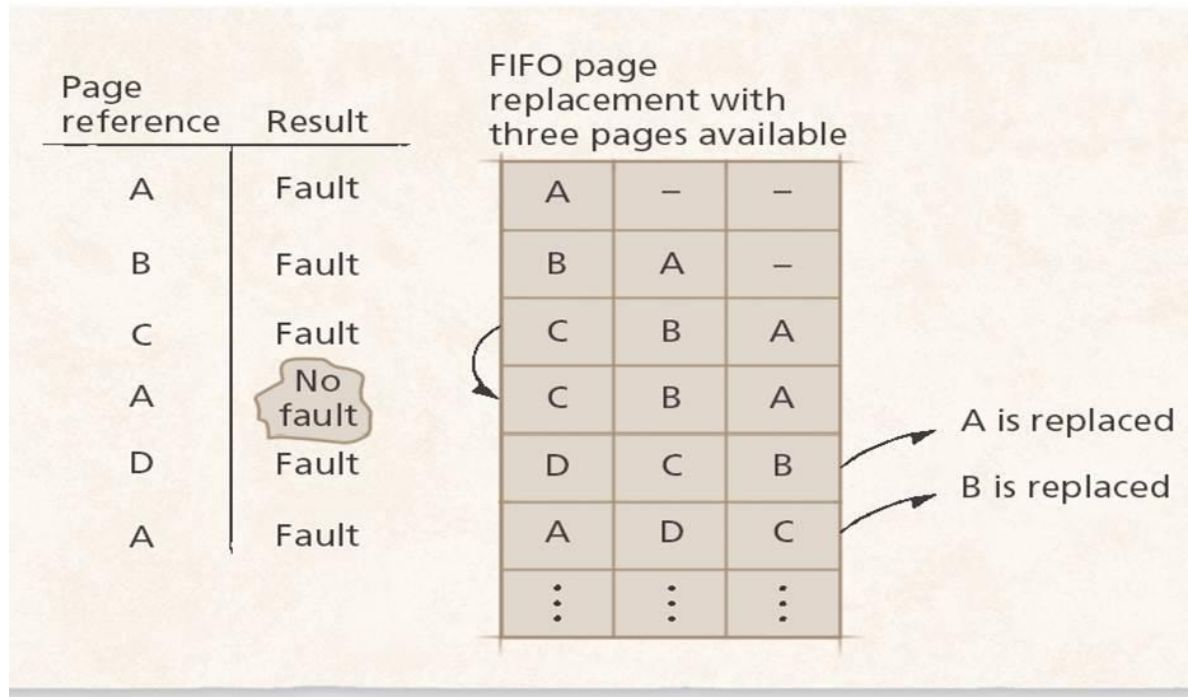 Page
reference Result
A Fault
B Fault
C Fault
A No
fault
D Fault
A Fault
FIFO page
replacement with
three pages available
A – –
B A –
C B A
C B A
D C B
A D C
⋮ ⋮ ⋮
A is replaced
B is replaced